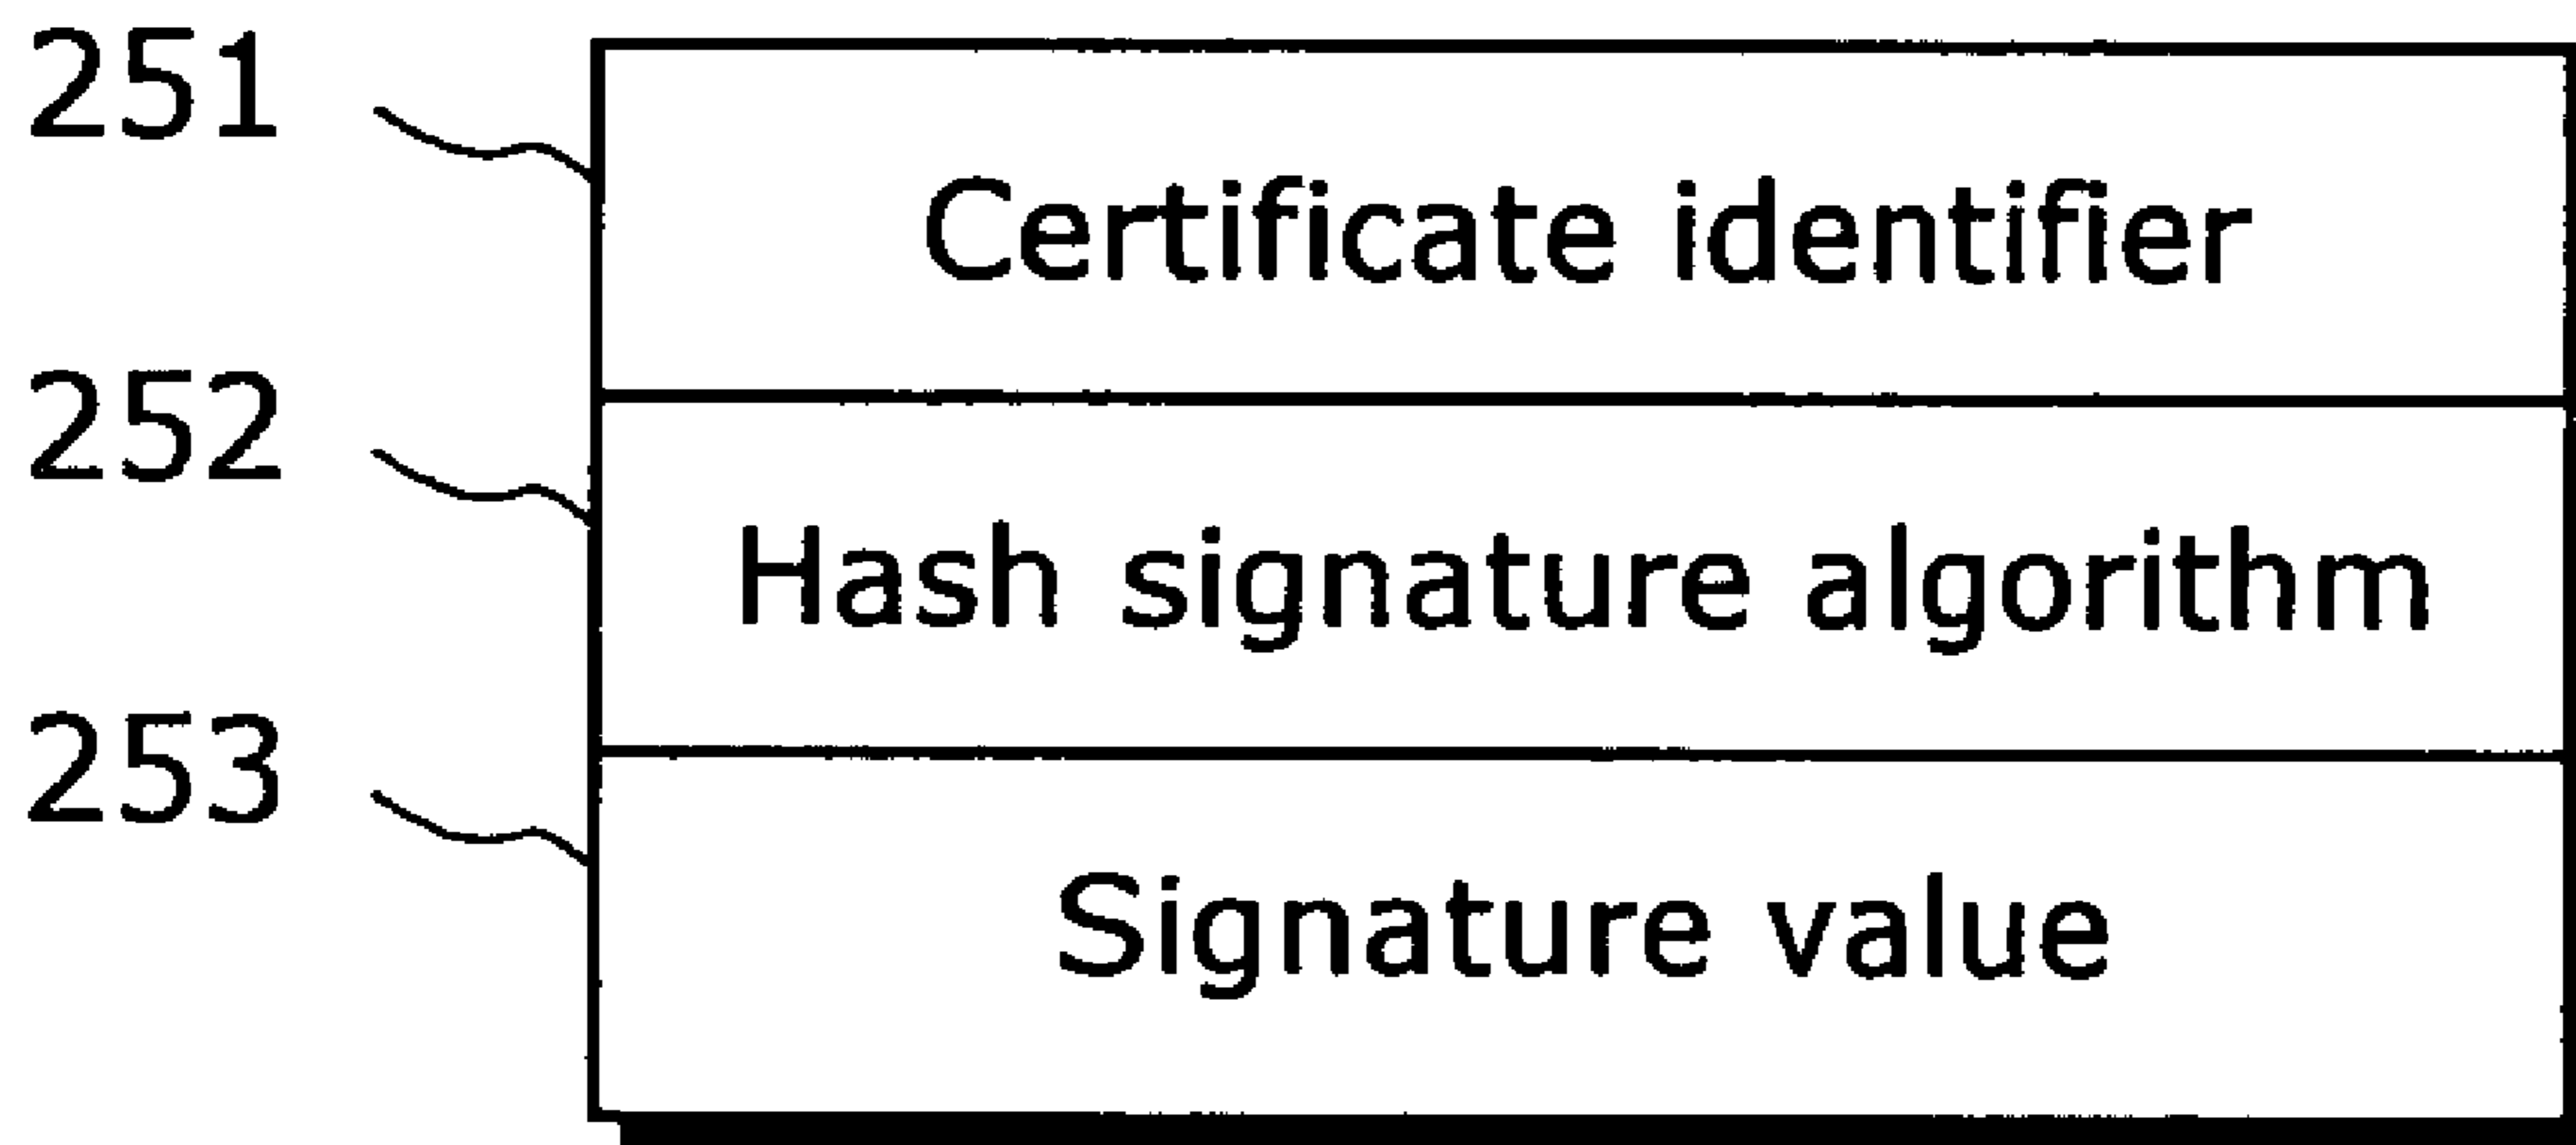 251
Certificate identifier
252
Hash signature algorithm
253
Signature value